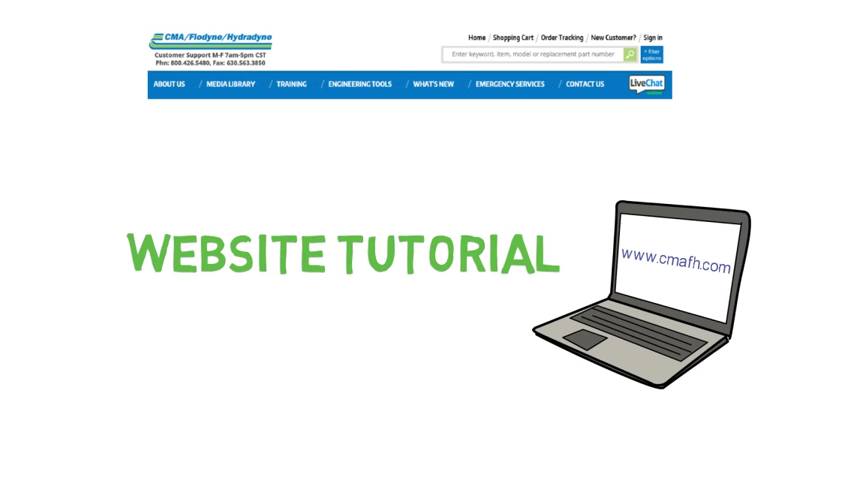 CMA/Flodyne/Hydradyne
Customer Support M-F 7am-5pm CST
Phn: 800.426.5480, Fax: 630.563.3850
Home / Shopping Cart / Order Tracking / New Customer? / Sign in
Enter keyword, item, model or replacement part number
+ filter
options
ABOUT US / MEDIA LIBRARY / TRAINING / ENGINEERING TOOLS / WHAT'S NEW / EMERGENCY SERVICES / CONTACT US
LiveChat
online
WEBSITE TUTORIAL
www.cmafh.com